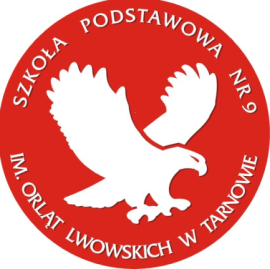 SZKOŁA PODSTAWOWA NR 9
IM. ORLĄT LWOWSKICH W TARNOWIE